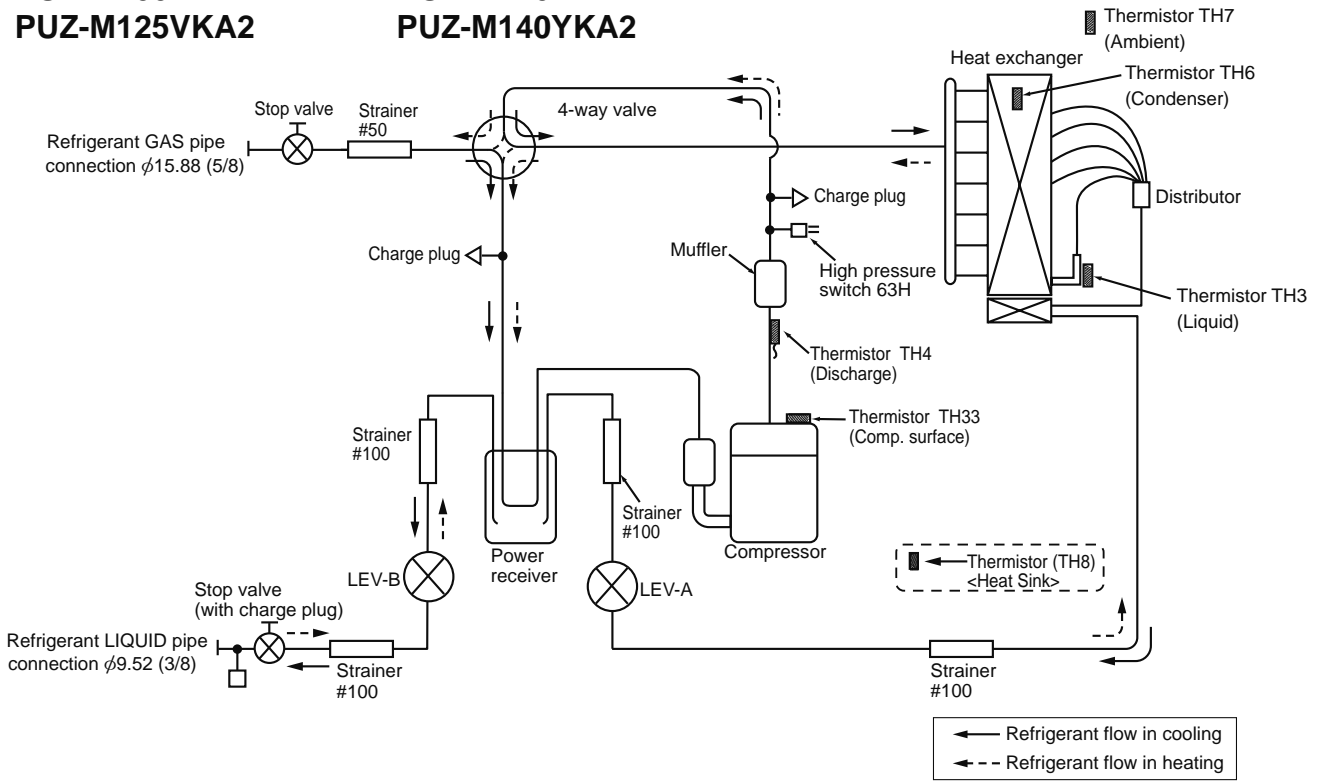 PUZ-M125VKA2
PUZ-M140YKA2
Thermistor TH7
(Ambient)
Heat exchanger
Thermistor TH6
(Condenser)
Stop valve
Strainer
#50
4-way valve
Refrigerant GAS pipe
connection ϕ15.88 (5/8)
Charge plug
Distributor
Charge plug
Muffler
High pressure
switch 63H
Thermistor TH3
(Liquid)
Thermistor TH4
(Discharge)
Thermistor TH33
(Comp. surface)
Strainer
#100
Strainer
#100
Power
receiver
Compressor
LEV-B
LEV-A
Thermistor (TH8)
<Heat Sink>
Stop valve
(with charge plug)
Refrigerant LIQUID pipe
connection ϕ9.52 (3/8)
Strainer
#100
Strainer
#100
Refrigerant flow in cooling
Refrigerant flow in heating